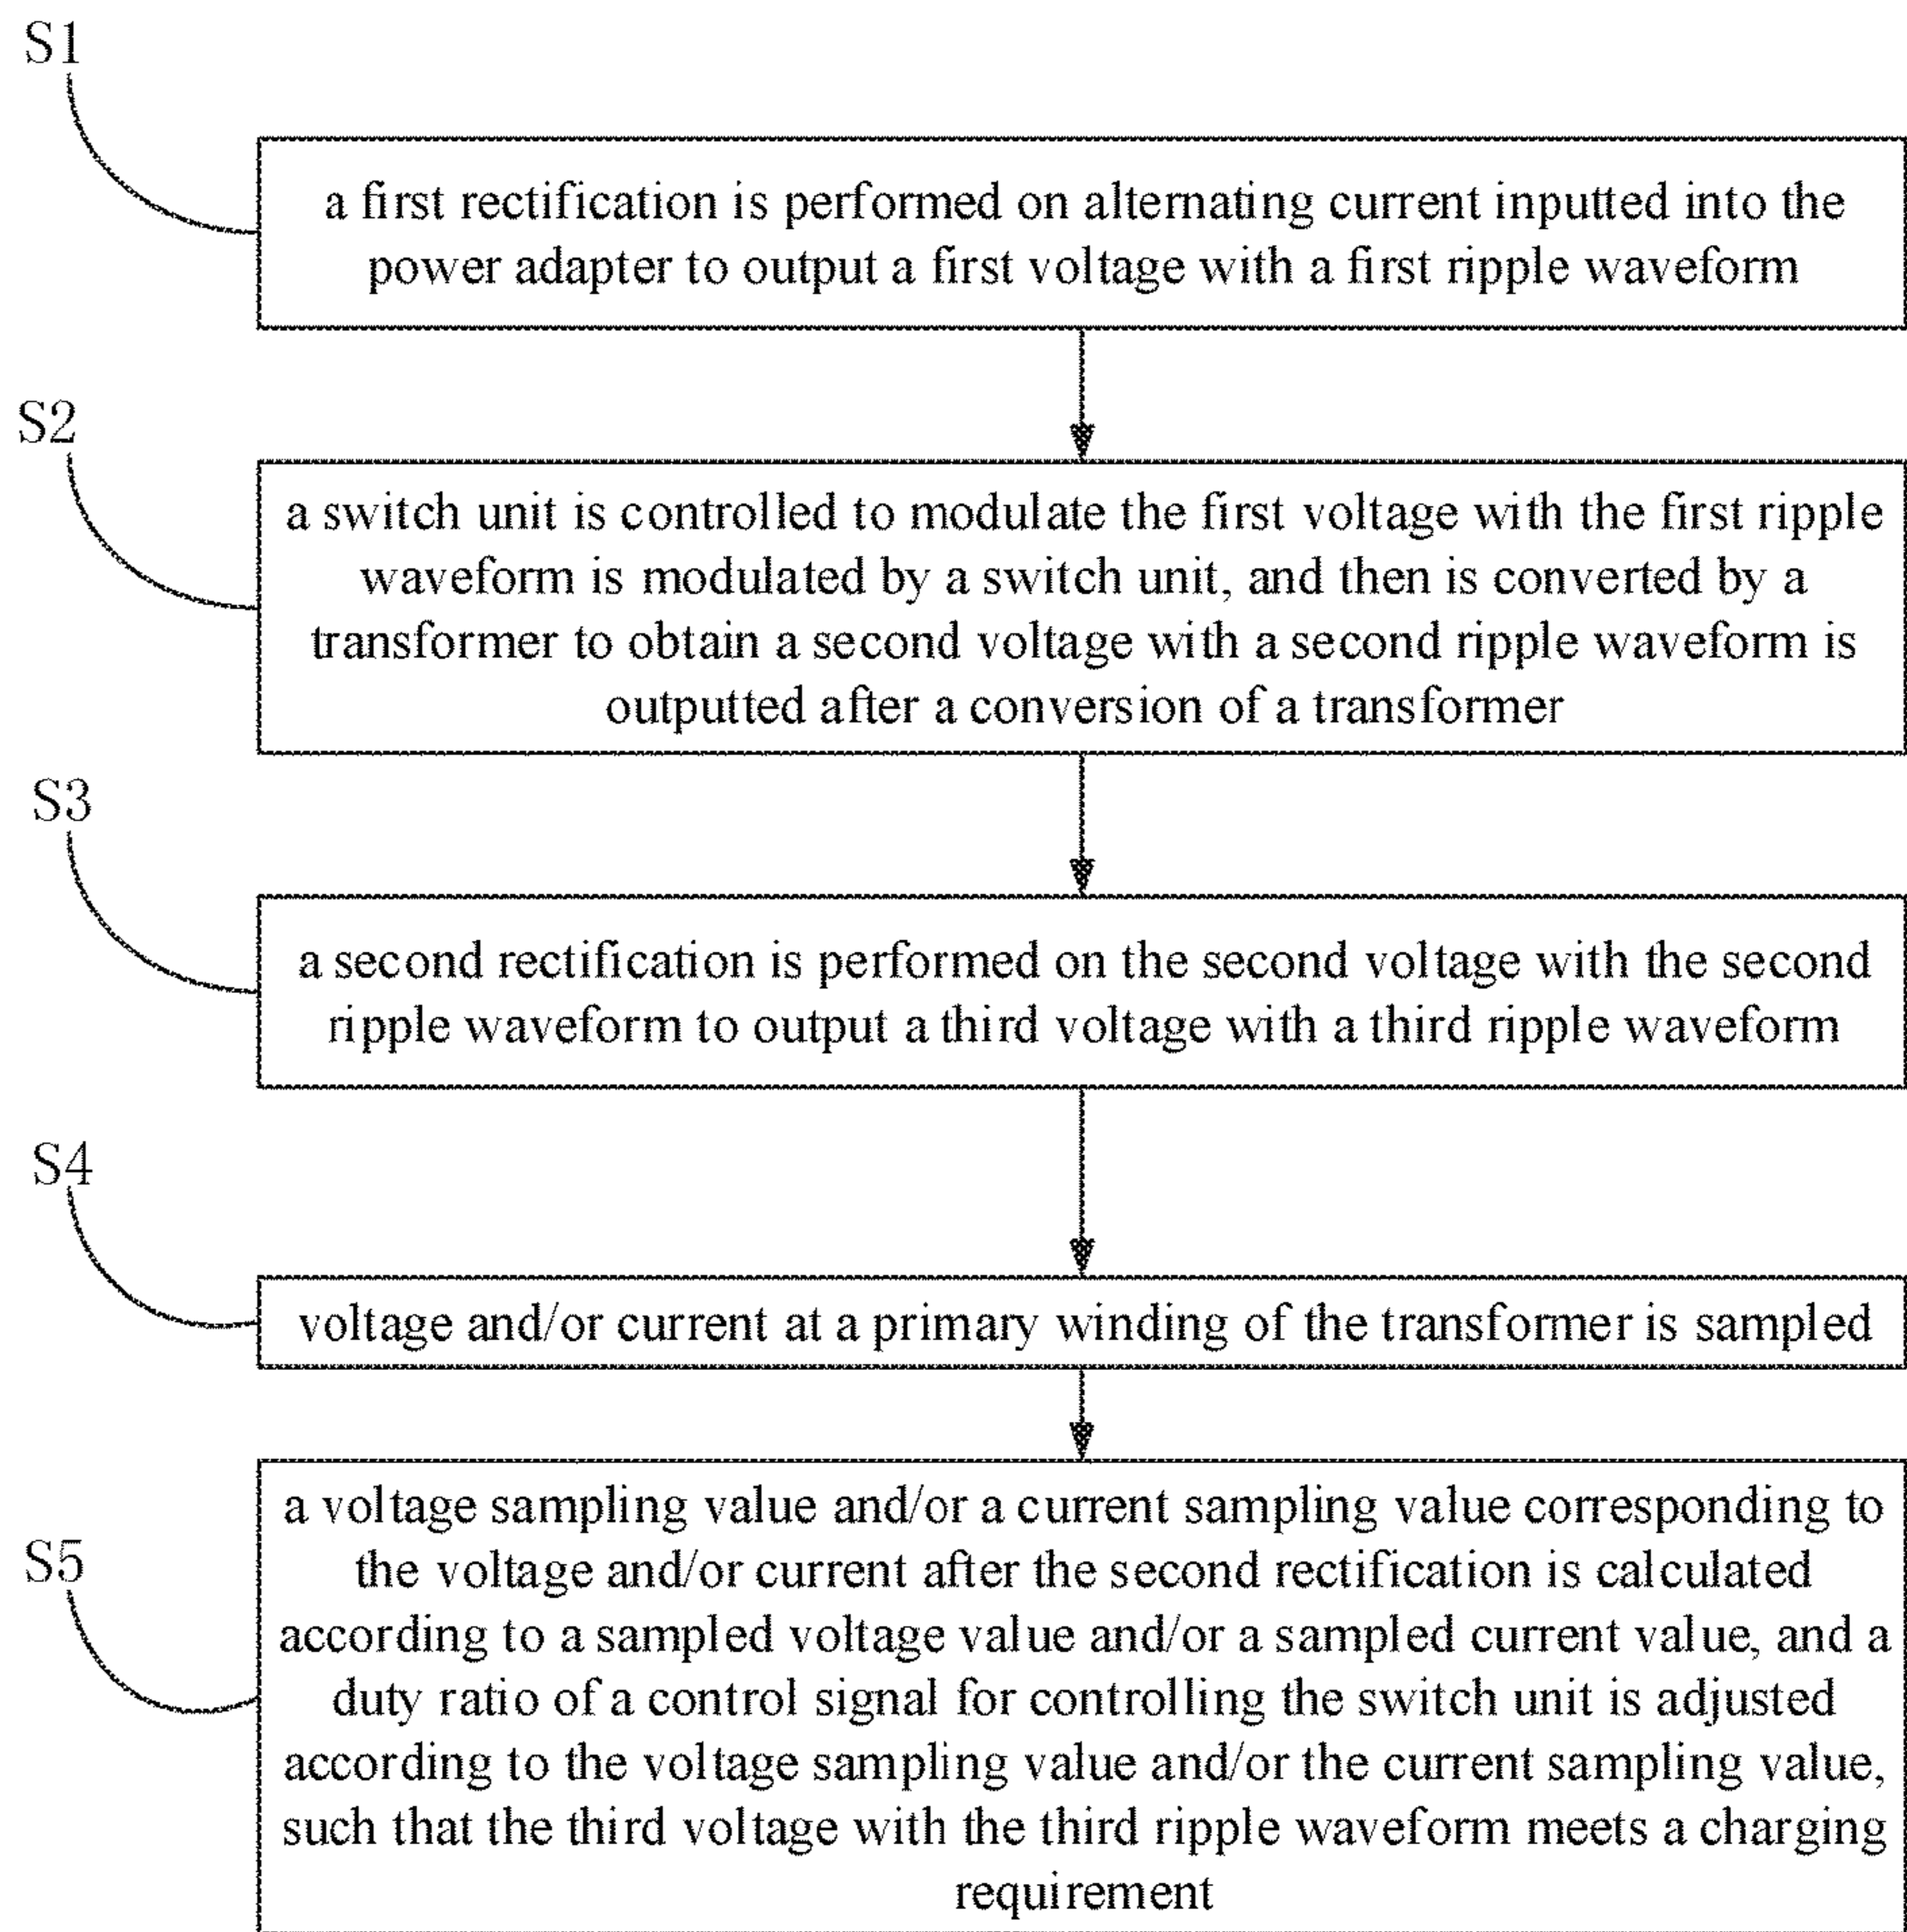 S1
a first rectification is performed on alternating current inputted into the
power adapter to output a first voltage with a first ripple waveform
S2
a switch unit is controlled to modulate the first voltage with the first ripple
waveform is modulated by a switch unit, and then is converted by a
transformer to obtain a second voltage with a second ripple waveform is
outputted after a conversion of a transformer
S3
a second rectification is performed on the second voltage with the second
ripple waveform to output a third voltage with a third ripple waveform
S4
voltage and/or current at a primary winding of the transformer is sampled
S5
a voltage sampling value and/or a current sampling value corresponding to
the voltage and/or current after the second rectification is calculated
according to a sampled voltage value and/or a sampled current value, and a
duty ratio of a control signal for controlling the switch unit is adjusted
according to the voltage sampling value and/or the current sampling value,
such that the third voltage with the third ripple waveform meets a charging
requirement